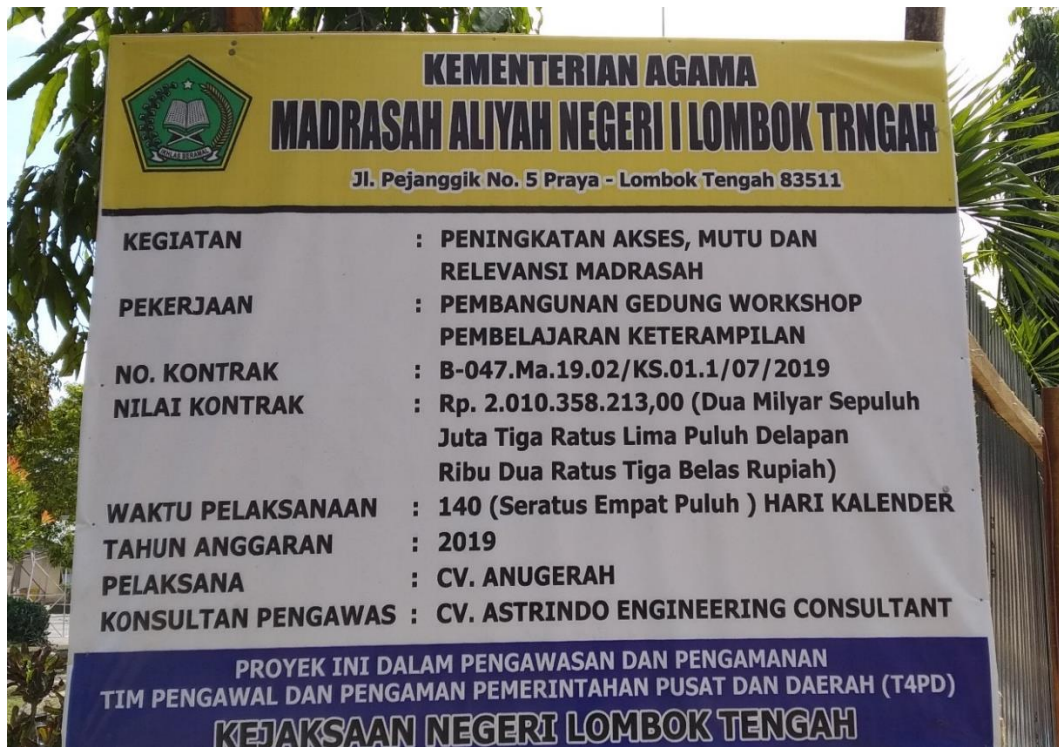 KEMENTERIAN AGAMA
MADRASAH ALIYAH NEGERI I LOMBOK TRNGAH
Jl. Pejanggik No. 5 Praya - Lombok Tengah 83511
IKHLAS BERAMAL
KEGIATAN : PENINGKATAN AKSES, MUTU DAN
RELEVANSI MADRASAH
PEKERJAAN : PEMBANGUNAN GEDUNG WORKSHOP
PEMBELAJARAN KETERAMPILAN
NO. KONTRAK : B-047.Ma.19.02/KS.01.1/07/2019
NILAI KONTRAK : Rp. 2.010.358.213,00 (Dua Milyar Sepuluh
Juta Tiga Ratus Lima Puluh Delapan
Ribu Dua Ratus Tiga Belas Rupiah)
WAKTU PELAKSANAAN : 140 (Seratus Empat Puluh ) HARI KALENDER
TAHUN ANGGARAN : 2019
PELAKSANA : CV. ANUGERAH
KONSULTAN PENGAWAS : CV. ASTRINDO ENGINEERING CONSULTANT
PROYEK INI DALAM PENGAWASAN DAN PENGAMANAN
TIM PENGAWAL DAN PENGAMAN PEMERINTAHAN PUSAT DAN DAERAH (T4PD)
KEJAKSAAN NEGERI LOMBOK TENGAH